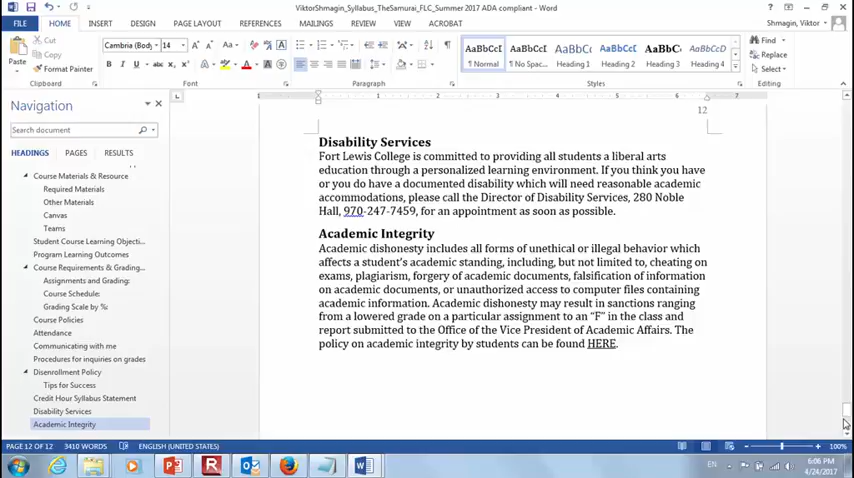 ViktorShmagin_Syllabus_TheSamurai_FLC_Summer 2017 ADA compliant - Word
FILE HOME INSERT DESIGN PAGE LAYOUT REFERENCES MAILINGS REVIEW VIEW ACROBAT
Shmagin, Viktor
Paste
Cut
Copy
Format Painter
Clipboard
Cambria (Body) 14
Font
Paragraph
AaBbCcI AaBbCcI AaBbCcI AaBbCcI AaBbC AaBbCcD
¶ Normal ¶ No Spac... Heading 1 Heading 2 Heading 3 Heading 4
Styles
Find
Replace
Select
Editing
Navigation
Search document
HEADINGS PAGES RESULTS
Course Materials & Resource
Required Materials
Other Materials
Canvas
Teams
Student Course Learning Objecti...
Program Learning Outcomes
Course Requirements & Grading...
Assignments and Grading:
Course Schedule:
Grading Scale by %:
Course Policies
Attendance
Communicating with me
Procedures for inquiries on grades
Disenrollment Policy
Tips for Success
Credit Hour Syllabus Statement
Disability Services
Academic Integrity
1 2 3 4 5 6 7
12
Disability Services
Fort Lewis College is committed to providing all students a liberal arts
education through a personalized learning environment. If you think you have
or you do have a documented disability which will need reasonable academic
accommodations, please call the Director of Disability Services, 280 Noble
Hall, 970-247-7459, for an appointment as soon as possible.
Academic Integrity
Academic dishonesty includes all forms of unethical or illegal behavior which
affects a student's academic standing, including, but not limited to, cheating on
exams, plagiarism, forgery of academic documents, falsification of information
on academic documents, or unauthorized access to computer files containing
academic information. Academic dishonesty may result in sanctions ranging
from a lowered grade on a particular assignment to an “F” in the class and
report submitted to the Office of the Vice President of Academic Affairs. The
policy on academic integrity by students can be found HERE.
PAGE 12 OF 12 3410 WORDS ENGLISH (UNITED STATES) 100%
EN
6:06 PM
4/24/2017